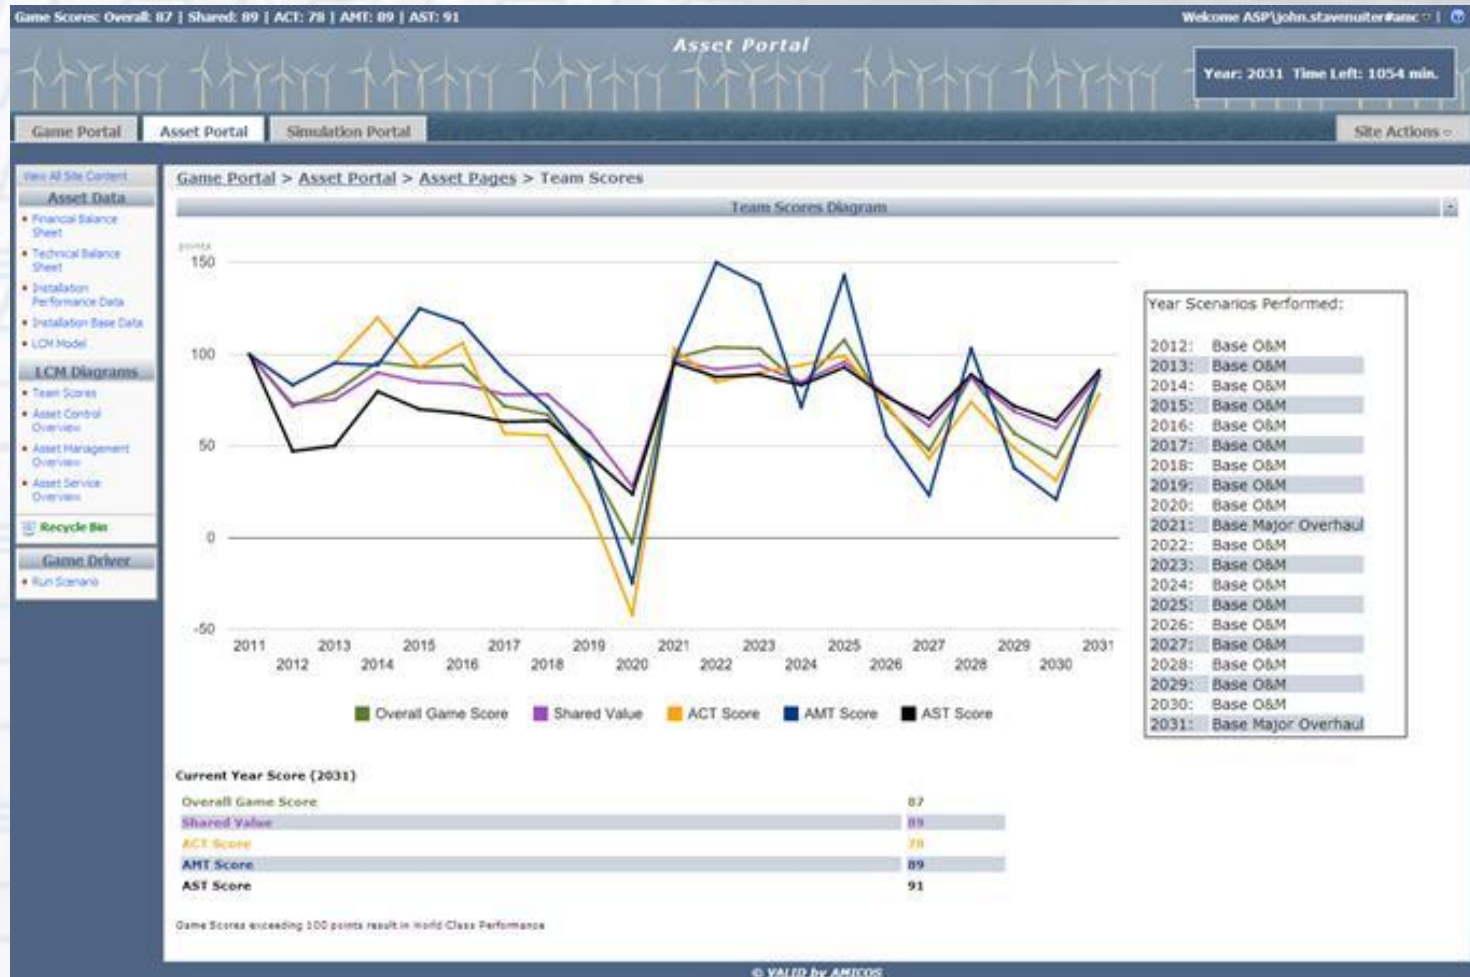 Game Scores: Overall: 87 | Shared: 89 | ACT: 78 | AMT: 89 | AST: 91
Welcome ASP\john.stavenuiter#amc
Asset Portal
Year: 2031 Time Left: 1054 min.
Game Portal
Asset Portal
Simulation Portal
Site Actions
View All Site Content
Asset Data
Financial Balance
Sheet
Technical Balance
Sheet
Installation
Performance Data
Installation Base Data
LCM Model
LCM Diagrams
Team Scores
Asset Control
Overview
Asset Management
Overview
Asset Service
Overview
Recycle Bin
Game Driver
Run Scenario
Game Portal > Asset Portal > Asset Pages > Team Scores
Team Scores Diagram
points
150
100
50
0
-50
2011 2013 2015 2017 2019 2021 2023 2025 2027 2029 2031
2012 2014 2016 2018 2020 2022 2024 2026 2028 2030
Overall Game Score Shared Value ACT Score AMT Score AST Score
Year Scenarios Performed:
2012: Base O&M
2013: Base O&M
2014: Base O&M
2015: Base O&M
2016: Base O&M
2017: Base O&M
2018: Base O&M
2019: Base O&M
2020: Base O&M
2021: Base Major Overhaul
2022: Base O&M
2023: Base O&M
2024: Base O&M
2025: Base O&M
2026: Base O&M
2027: Base O&M
2028: Base O&M
2029: Base O&M
2030: Base O&M
2031: Base Major Overhaul
Current Year Score (2031)
Overall Game Score 87
Shared Value 89
ACT Score 78
AMT Score 89
AST Score 91
Game Scores exceeding 100 points result in World Class Performance
© VALID by AMICOS